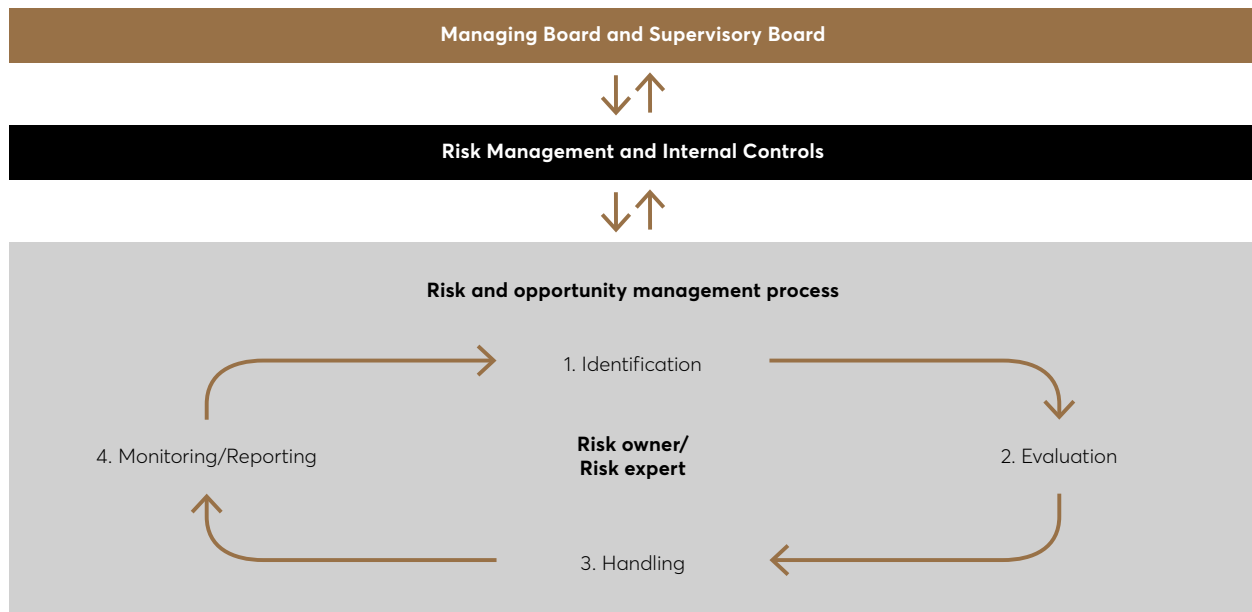 Managing Board and Supervisory Board
Risk Management and Internal Controls
Risk and opportunity management process
1. Identification
4. Monitoring/Reporting
Risk owner/
Risk expert
2. Evaluation
3. Handling